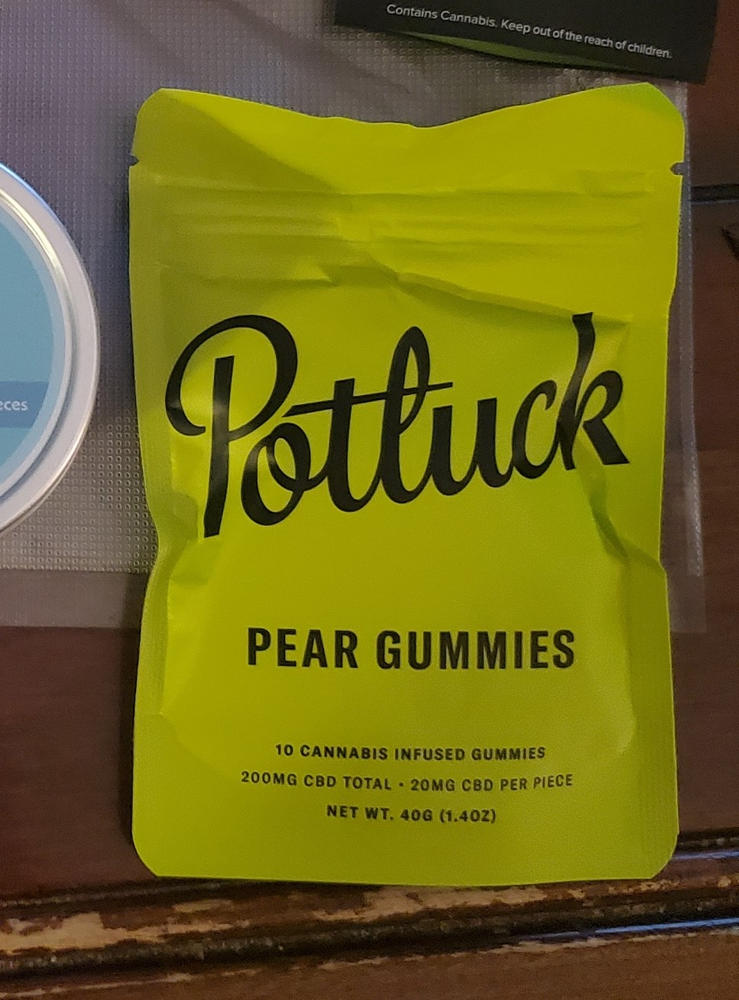 Contains Cannabis. Keep out of the reach of children.
eces
Potluck
PEAR GUMMIES
10 CANNABIS INFUSED GUMMIES
200MG CBD TOTAL • 20MG CBD PER PIECE
NET WT. 40G (1.4OZ)